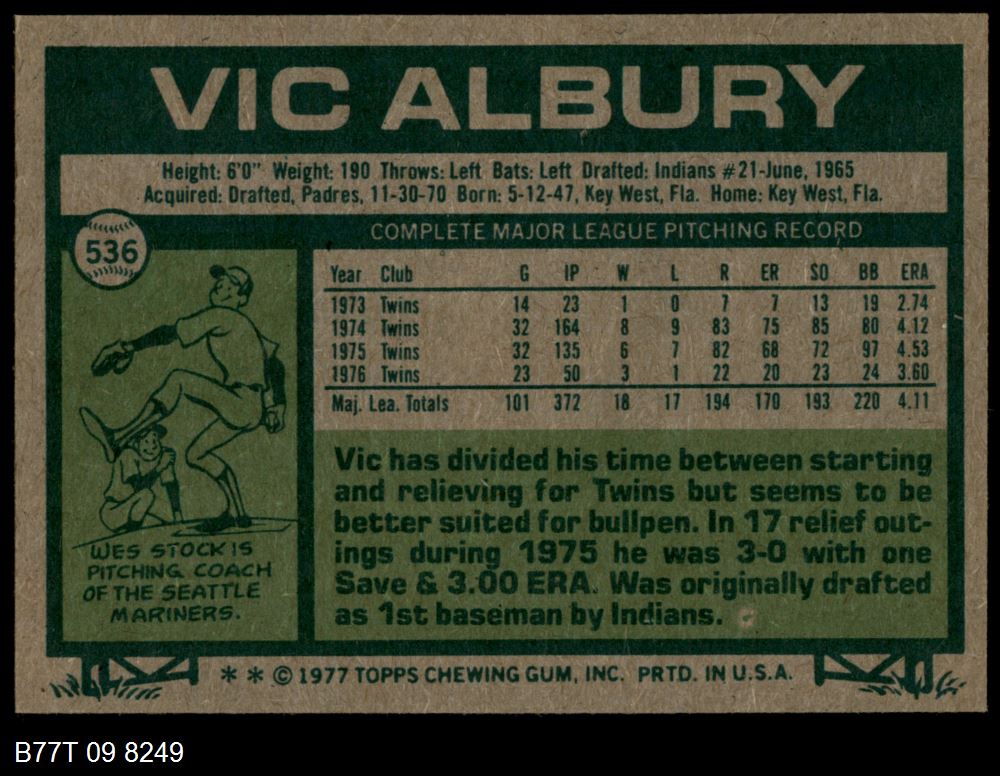 VIC ALBURY
Height: 6'0" Weight: 190 Throws: Left Bats: Left Drafted: Indians #21-June, 1965
Acquired: Drafted, Padres, 11-30-70 Born: 5-12-47, Key West, Fla. Home: Key West, Fla.
536
COMPLETE MAJOR LEAGUE PITCHING RECORD
Year Club G IP W L R ER SO BB ERA
1973 Twins 14 23 1 0 7 7 13 19 2.74
1974 Twins 32 164 8 9 83 75 85 80 4.12
1975 Twins 32 135 6 7 82 68 72 97 4.53
1976 Twins 23 50 3 1 22 20 23 24 3.60
Maj. Lea. Totals 101 372 18 17 194 170 193 220 4.11
WES STOCK IS
PITCHING COACH
OF THE SEATTLE
MARINERS.
Vic has divided his time between starting
and relieving for Twins but seems to be
better suited for bullpen. In 17 relief out-
ings during 1975 he was 3-0 with one
Save & 3.00 ERA. Was originally drafted
as 1st baseman by Indians.
* * © 1977 TOPPS CHEWING GUM, INC. PRTD. IN U.S.A.
B77T 09 8249